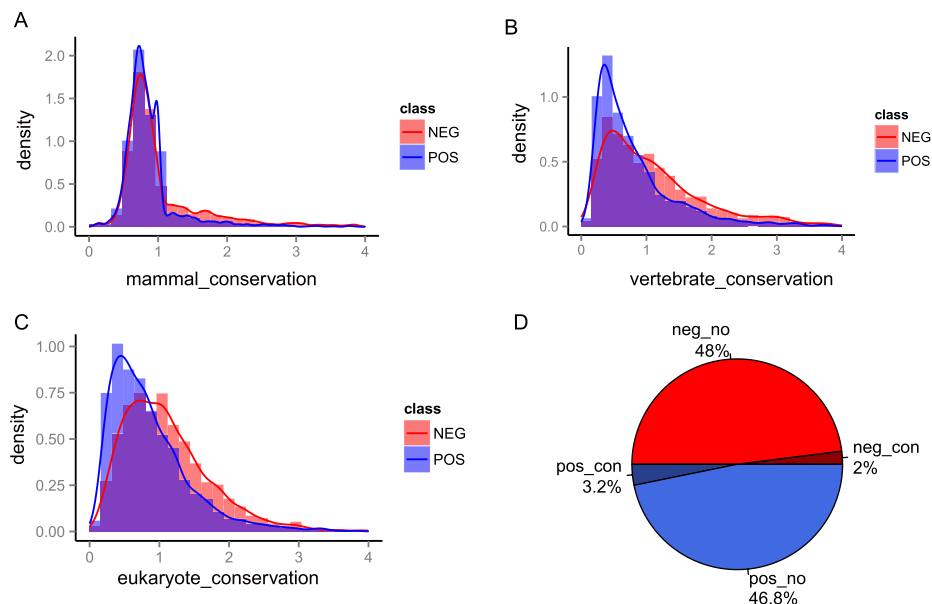 A
2.0
1.5
1.0
0.5
0.0
density
0 1 2 3 4
mammal_conservation
class
NEG
POS
B
1.0
0.5
0.0
density
0 1 2 3 4
vertebrate_conservation
class
NEG
POS
C
1.00
0.75
0.50
0.25
0.00
density
0 1 2 3 4
eukaryote_conservation
class
NEG
POS
D
neg_no
48%
neg_con
2%
pos_con
3.2%
pos_no
46.8%